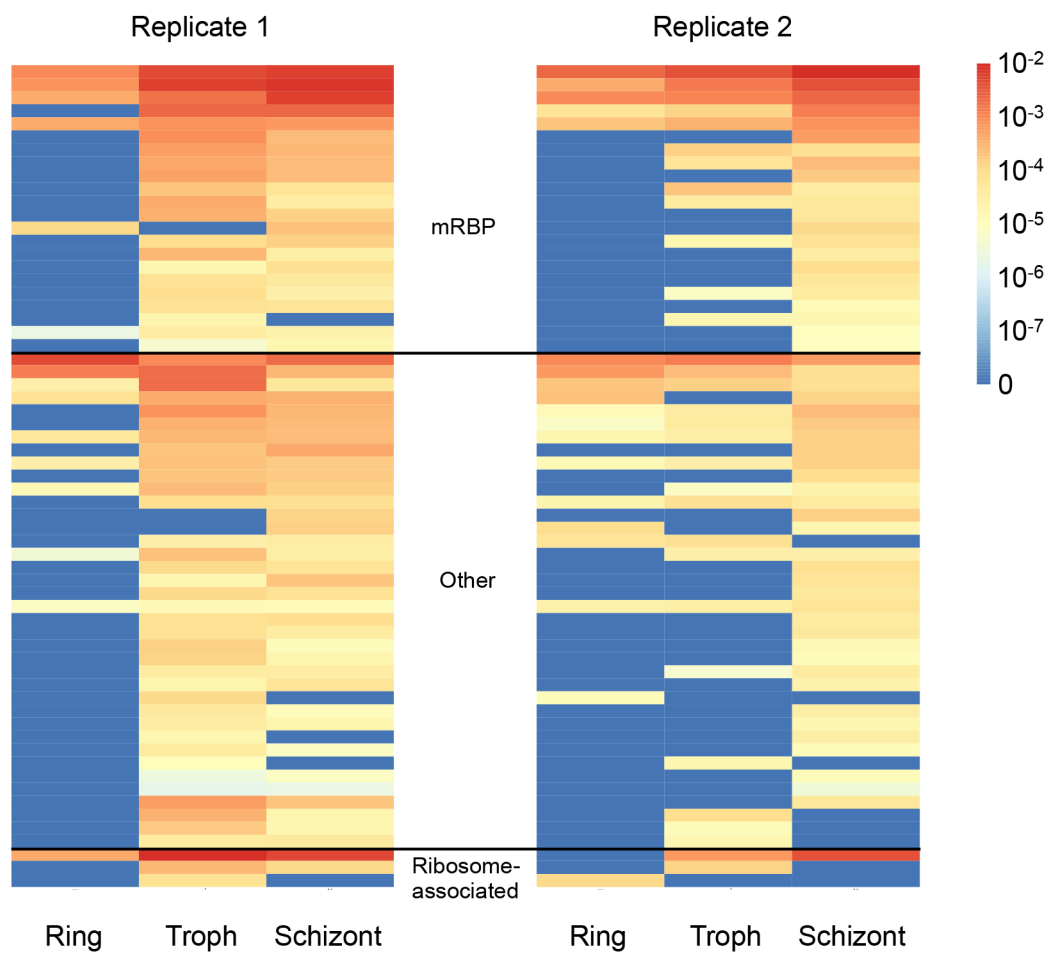 Replicate 1
Replicate 2
10-2
10-3
10-4
10-5
10-6
10-7
0
mRBP
Other
Ribosome-
associated
Ring Troph Schizont
Ring Troph Schizont